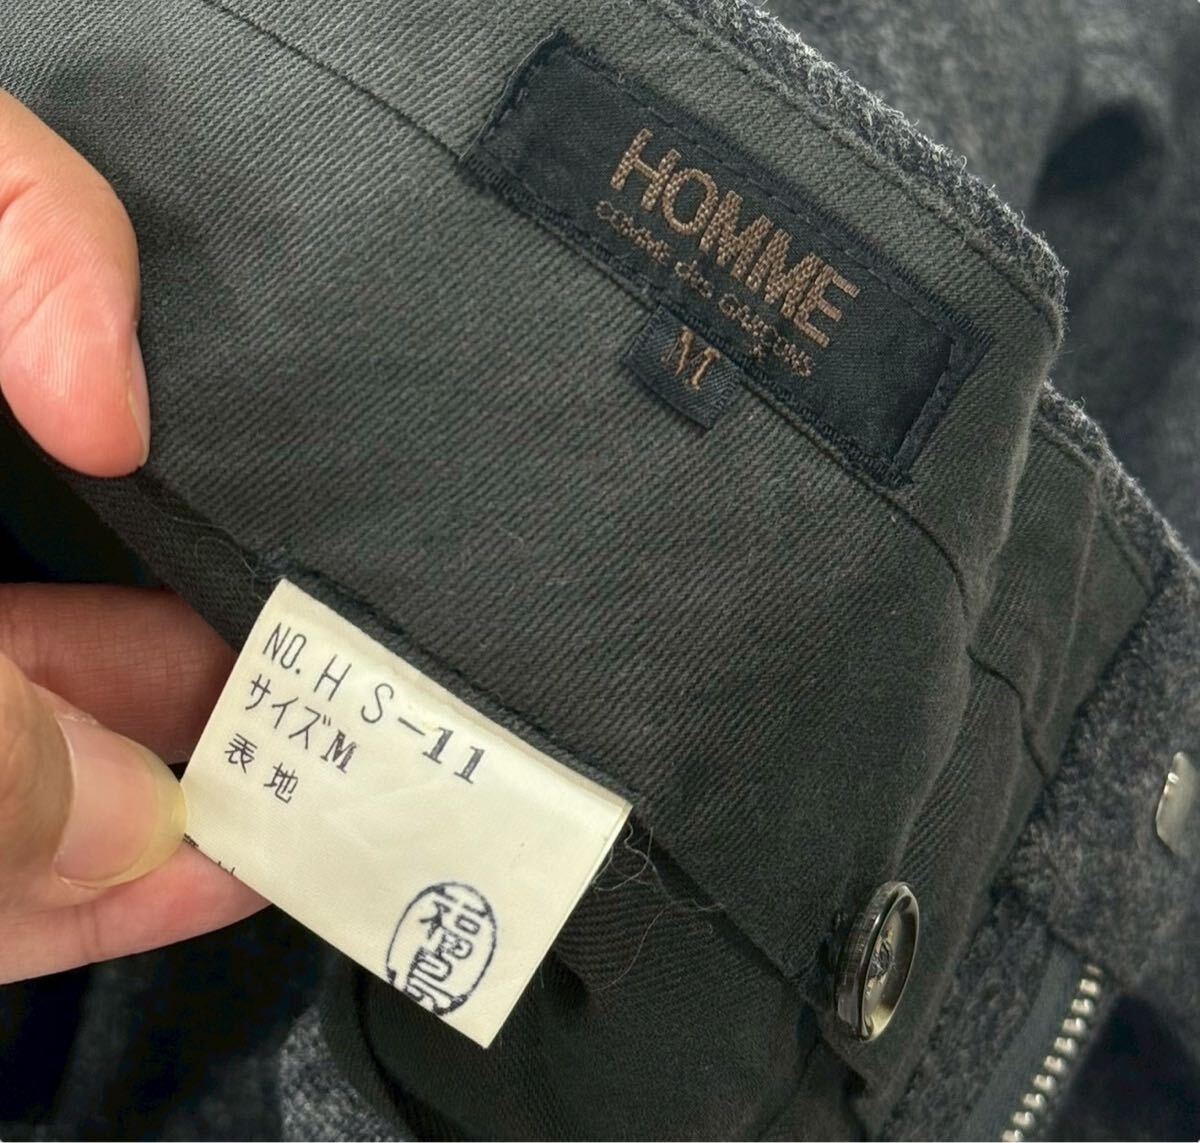 HOMME
COMME des GARÇONS
M
NO. H S-11
サイズM
表 地